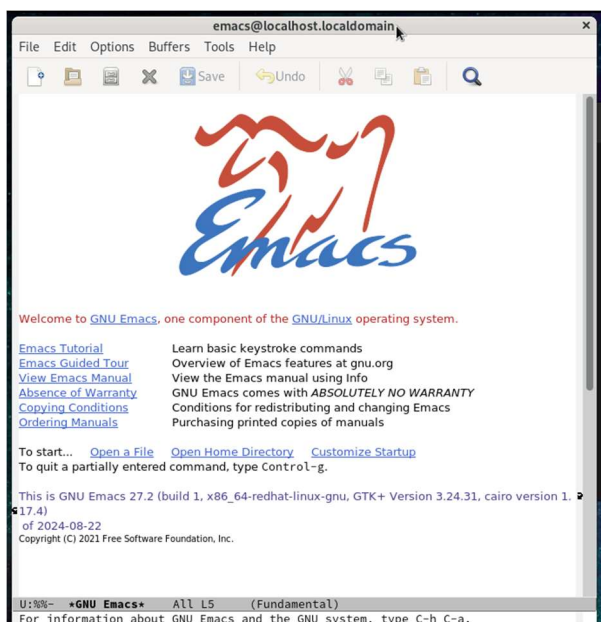 emacs@localhost.localdomain
File Edit Options Buffers Tools Help
Save Undo
Emacs
Welcome to GNU Emacs, one component of the GNU/Linux operating system.
Emacs Tutorial Learn basic keystroke commands
Emacs Guided Tour Overview of Emacs features at gnu.org
View Emacs Manual View the Emacs manual using Info
Absence of Warranty GNU Emacs comes with ABSOLUTELY NO WARRANTY
Copying Conditions Conditions for redistributing and changing Emacs
Ordering Manuals Purchasing printed copies of manuals
To start... Open a File Open Home Directory Customize Startup
To quit a partially entered command, type Control-g.
This is GNU Emacs 27.2 (build 1, x86_64-redhat-linux-gnu, GTK+ Version 3.24.31, cairo version 1.
17.4)
of 2024-08-22
Copyright (C) 2021 Free Software Foundation, Inc.
U:%%- *GNU Emacs* All L5 (Fundamental)
For information about GNU Emacs and the GNU system, type C-h C-a.